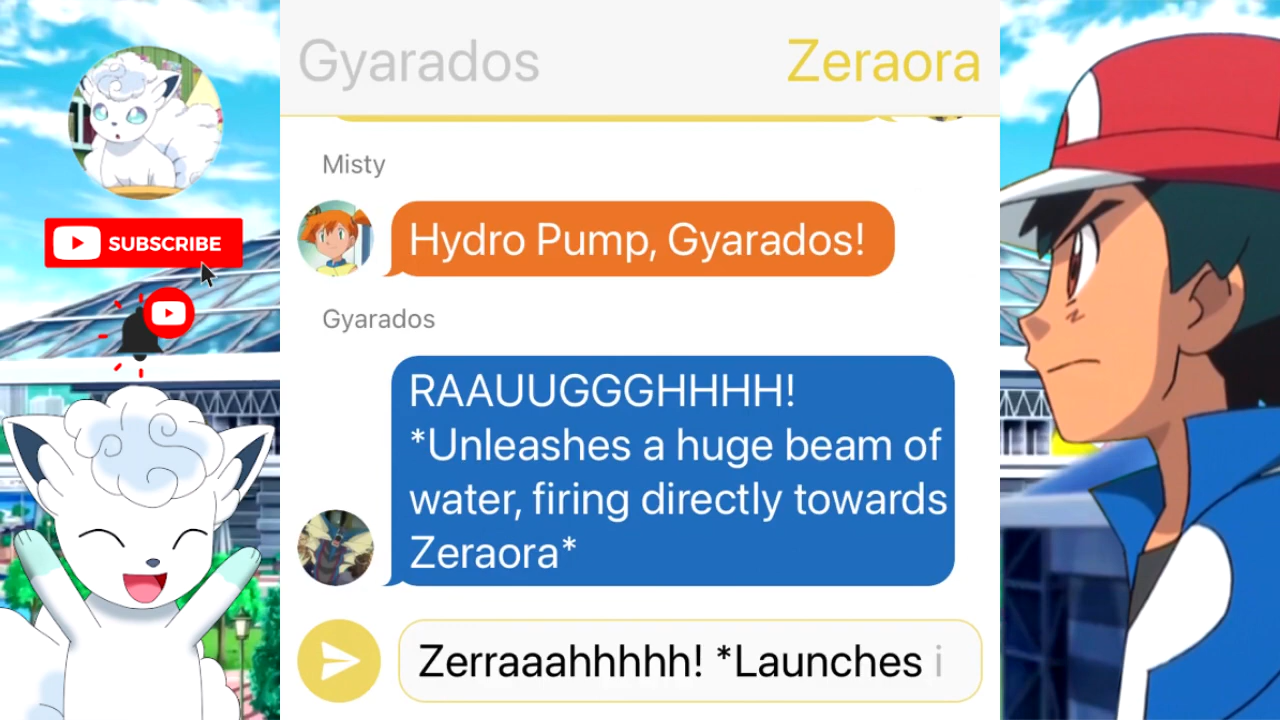 Gyarados
Zeraora
Misty
Hydro Pump, Gyarados!
SUBSCRIBE
Gyarados
RAAUUGGGHHHH!
*Unleashes a huge beam of
water, firing directly towards
Zeraora*
Zerraaahhhhh! *Launches i